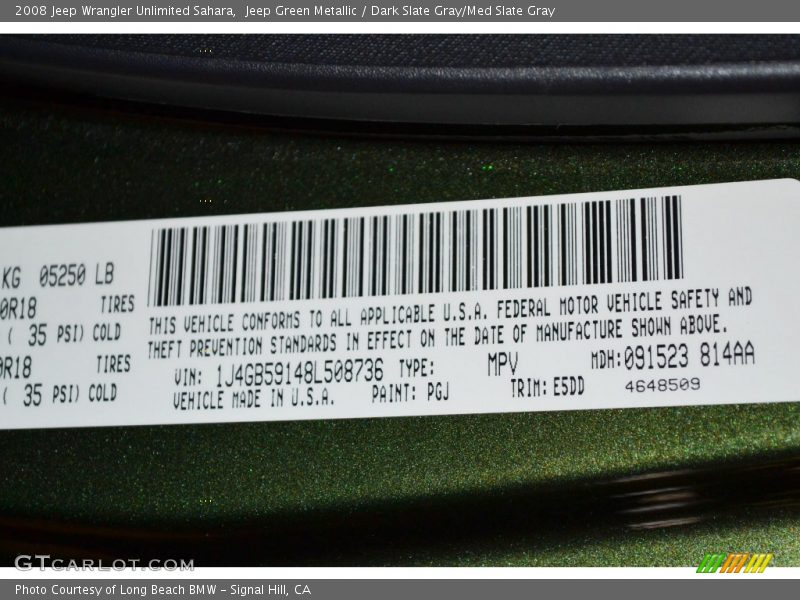 2008 Jeep Wrangler Unlimited Sahara,  Jeep Green Metallic / Dark Slate Gray/Med Slate Gray
KG 05250 LB
0R18 TIRES
( 35 PSI) COLD
0R18 TIRES
( 35 PSI) COLD
THIS VEHICLE CONFORMS TO ALL APPLICABLE U.S.A. FEDERAL MOTOR VEHICLE SAFETY AND
THEFT PREVENTION STANDARDS IN EFFECT ON THE DATE OF MANUFACTURE SHOWN ABOVE.
VIN: 1J4GB59148L508736 TYPE: MPV MDH:091523 814AA
VEHICLE MADE IN U.S.A. PAINT: PGJ TRIM: E5DD 4648509
GTCARLOT.COM
Photo Courtesy of Long Beach BMW - Signal Hill, CA